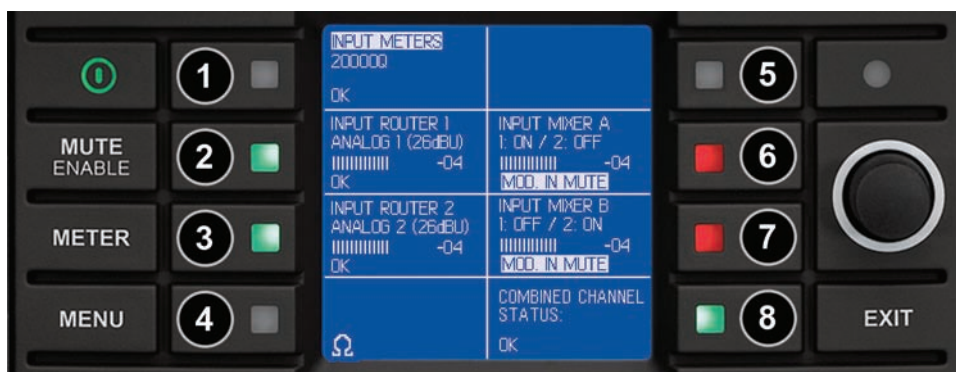 MUTE
ENABLE
METER
MENU
1
2
3
4
INPUT METERS
20000Q
OK
INPUT ROUTER 1
ANALOG 1 (26dBU)
-04
OK
INPUT ROUTER 2
ANALOG 2 (26dBU)
-04
OK
Ω
INPUT MIXER A
1: ON / 2: OFF
-04
MOD. IN MUTE
INPUT MIXER B
1: OFF / 2: ON
-04
MOD. IN MUTE
COMBINED CHANNEL
STATUS:
OK
5
6
7
8
EXIT